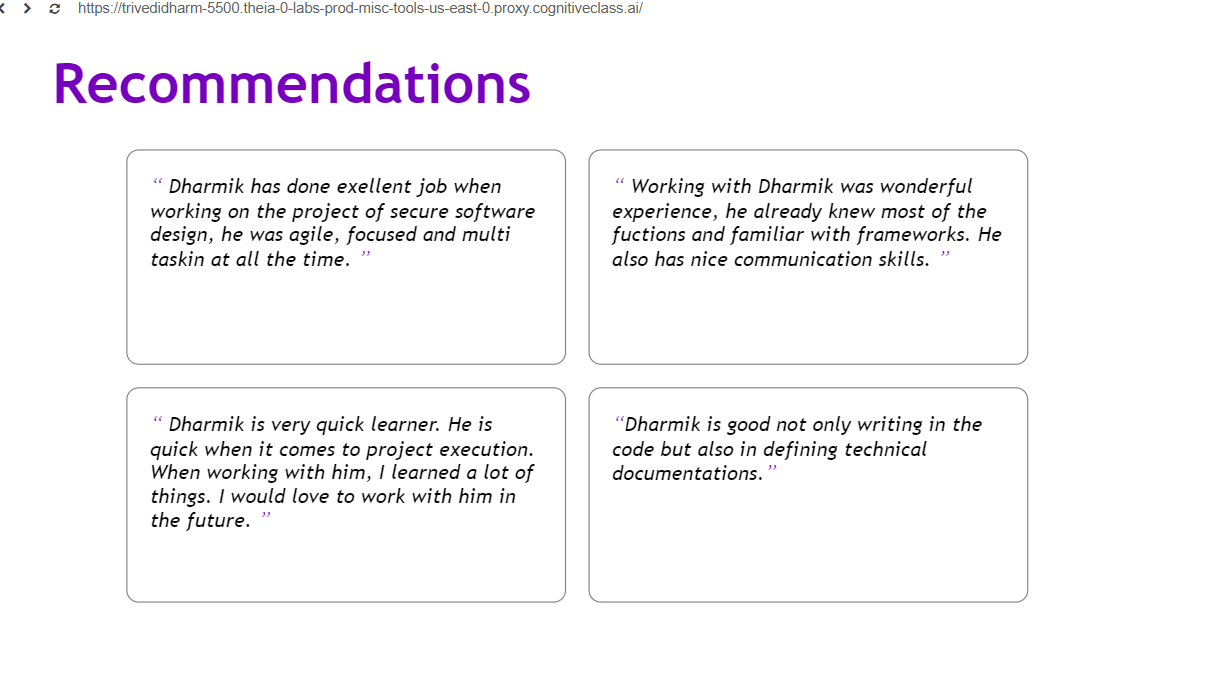 https://trivedidharm-5500.theia-0-labs-prod-misc-tools-us-east-0.proxy.cognitiveclass.ai/
Recommendations
“ Dharmik has done exellent job when
working on the project of secure software
design, he was agile, focused and multi
taskin at all the time. ”
“ Working with Dharmik was wonderful
experience, he already knew most of the
fuctions and familiar with frameworks. He
also has nice communication skills. ”
“ Dharmik is very quick learner. He is
quick when it comes to project execution.
When working with him, I learned a lot of
things. I would love to work with him in
the future. ”
“Dharmik is good not only writing in the
code but also in defining technical
documentations.”